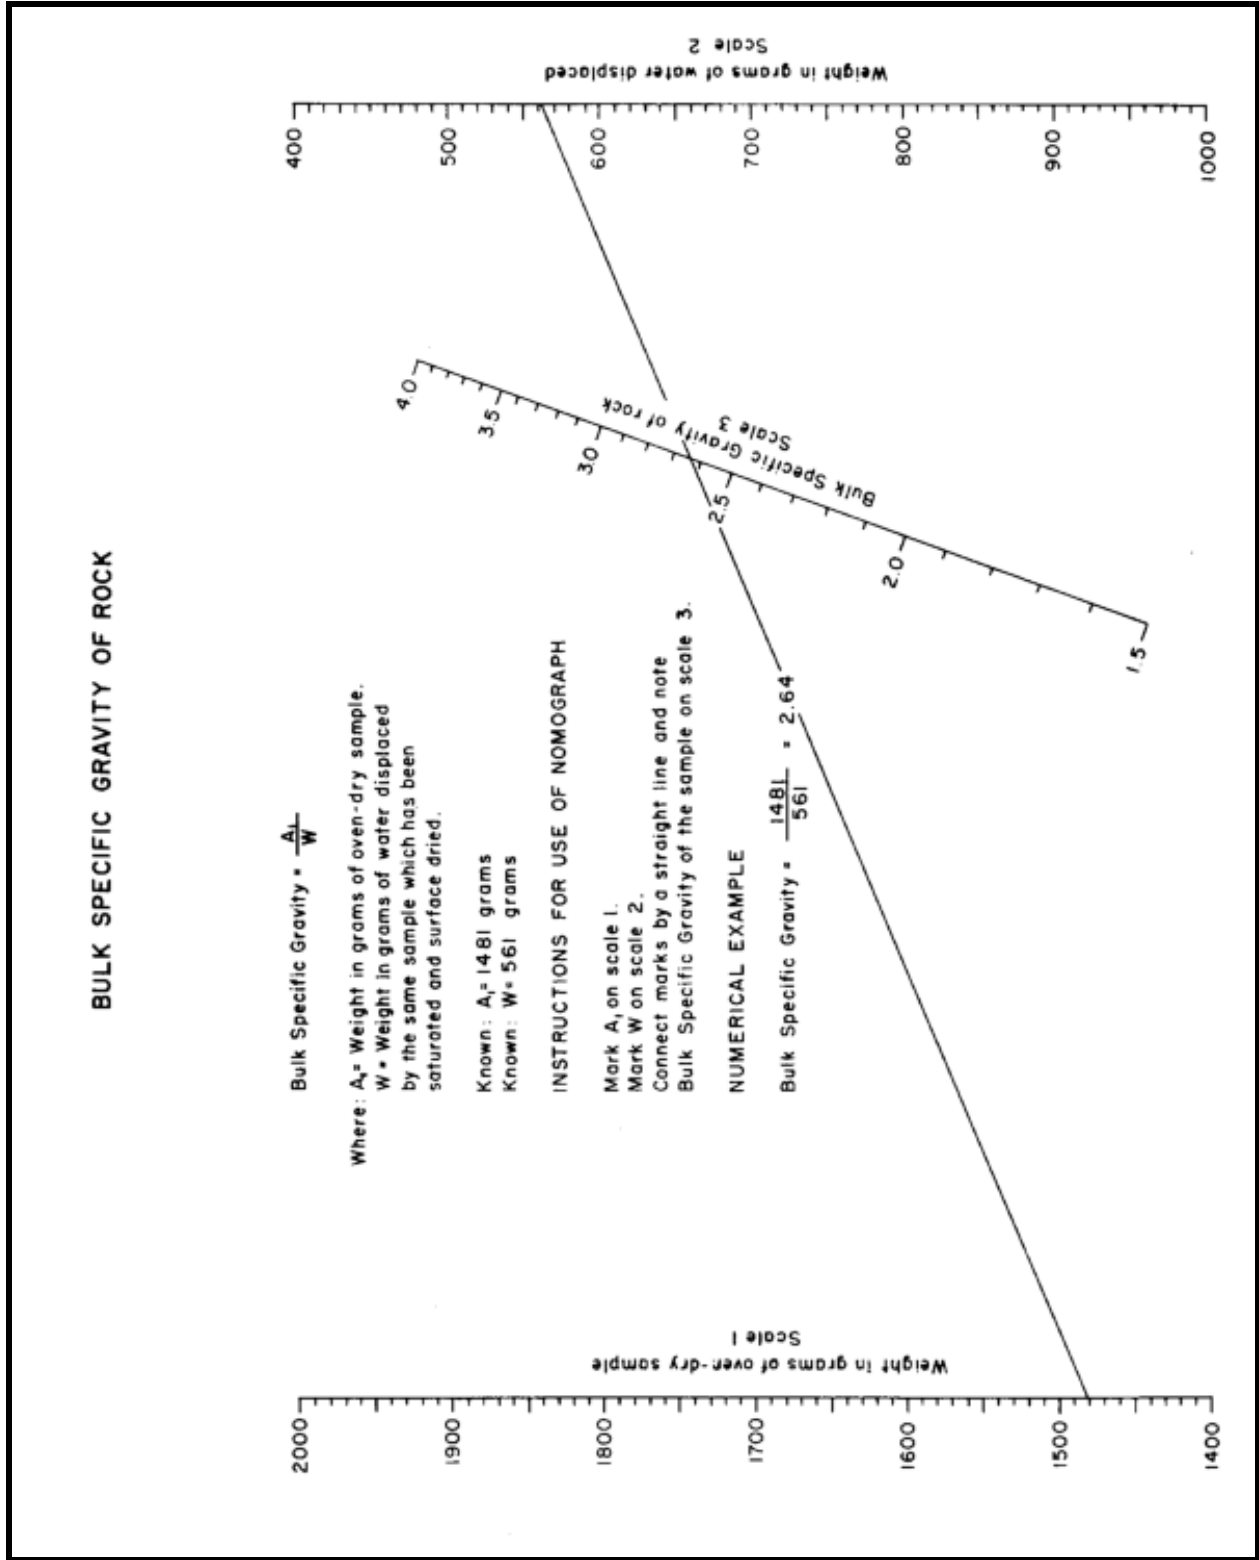 BULK SPECIFIC GRAVITY OF ROCK
Bulk Specific Gravity = A₁/W
Where: A₁= Weight in grams of oven-dry sample.
W = Weight in grams of water displaced
by the same sample which has been
saturated and surface dried.
Known: A₁= 1481 grams
Known: W= 561 grams
INSTRUCTIONS FOR USE OF NOMOGRAPH
Mark A₁ on scale 1.
Mark W on scale 2.
Connect marks by a straight line and note
Bulk Specific Gravity of the sample on scale 3.
NUMERICAL EXAMPLE
Bulk Specific Gravity = 1481/561 = 2.64
Weight in grams of oven-dry sample
Scale 1
2000
1900
1800
1700
1600
1500
1400
Bulk Specific Gravity of rock
Scale 3
4.0
3.5
3.0
2.5
2.0
1.5
Weight in grams of water displaced
Scale 2
400
500
600
700
800
900
1000